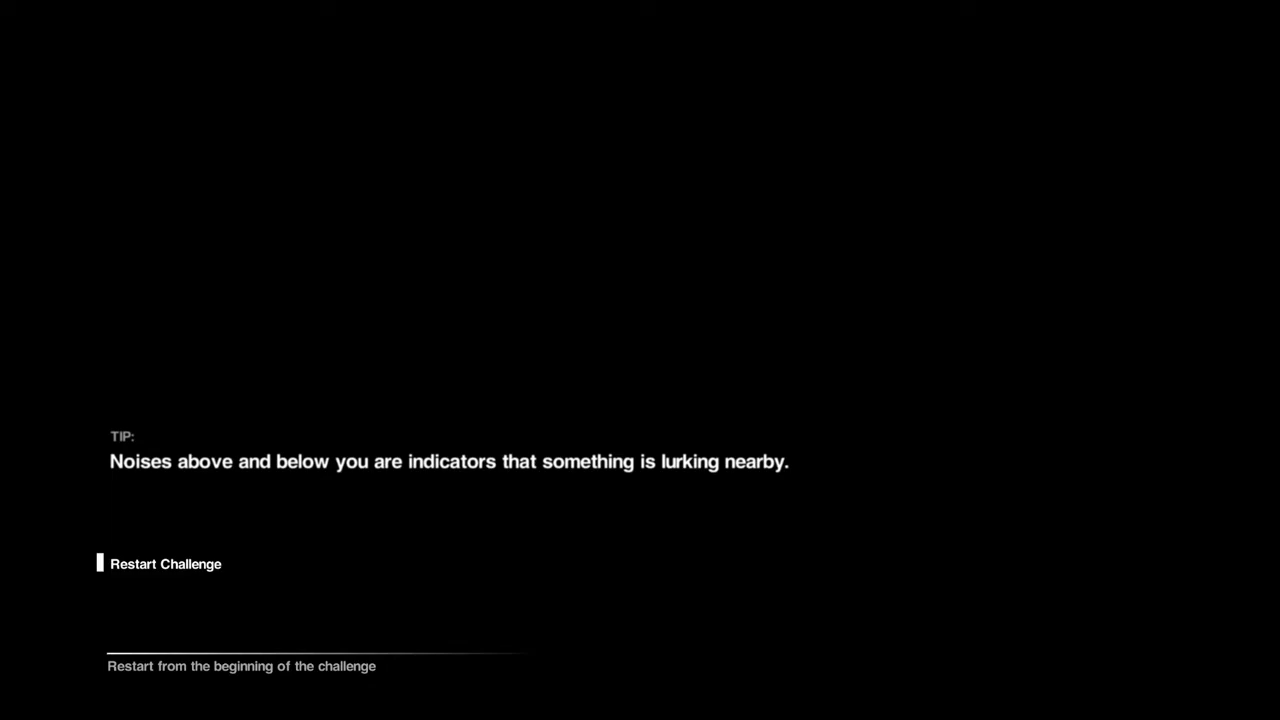 TIP:
Noises above and below you are indicators that something is lurking nearby.
Restart Challenge
Restart from the beginning of the challenge